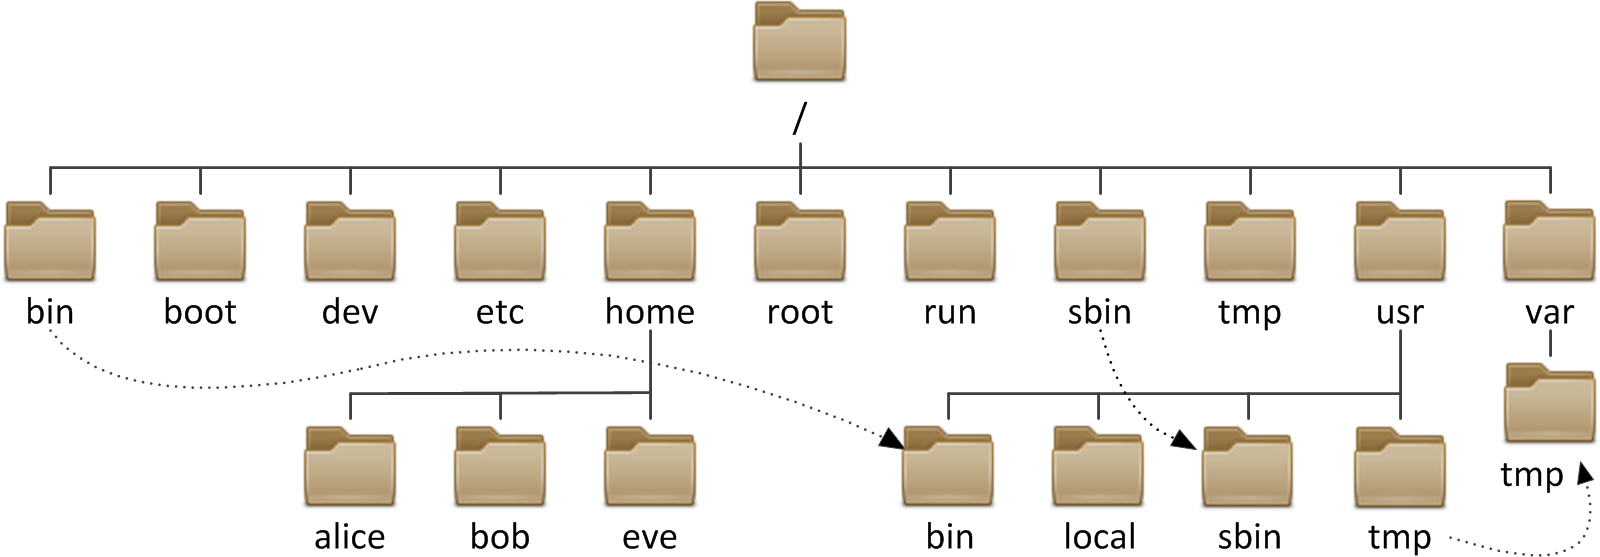 /
bin boot dev etc home root run sbin tmp usr var
tmp
alice bob eve bin local sbin tmp